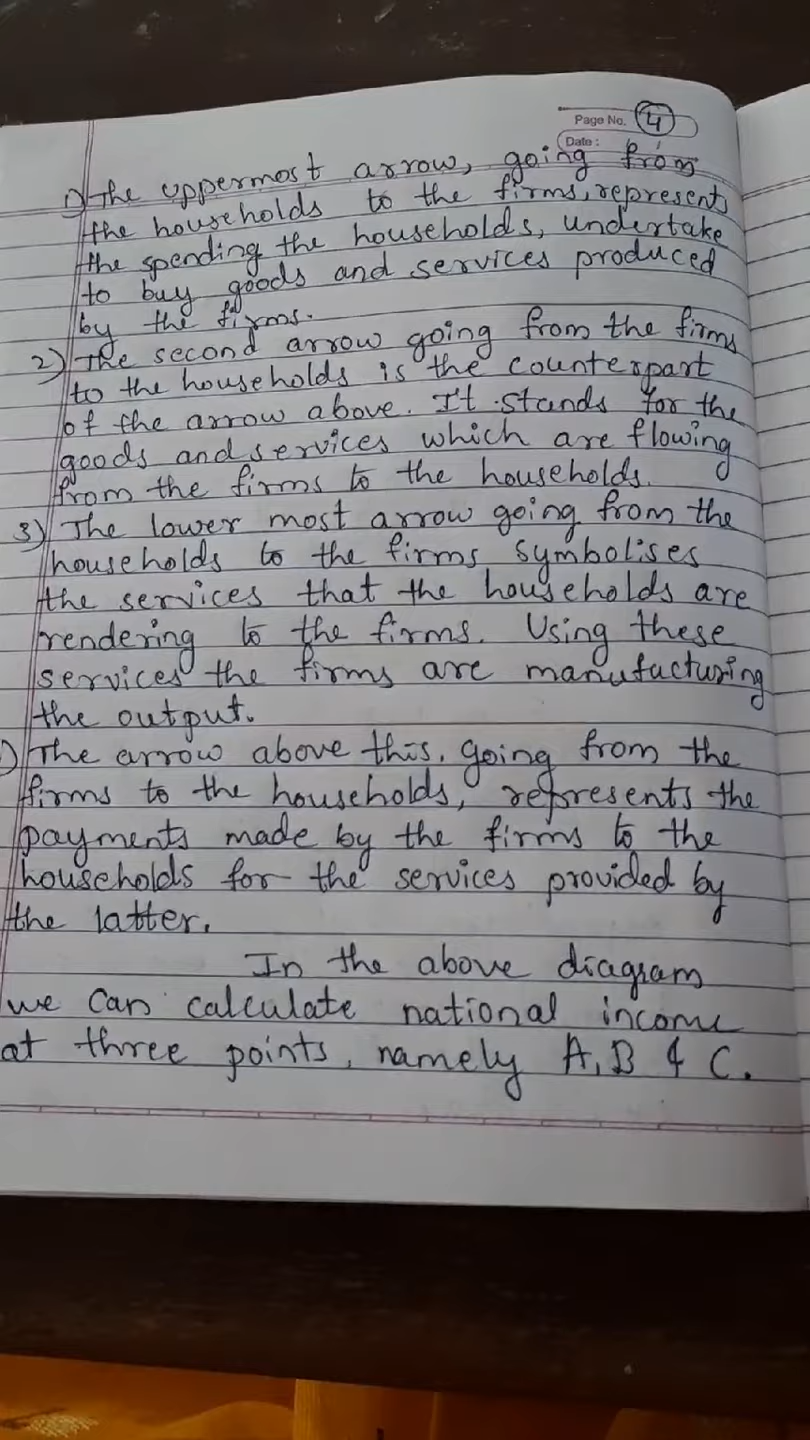 Page No. 4
Date :
1) The uppermost arrow, going from
the households to the firms, represents
the spending the households, undertake
to buy goods and services produced
by the firms.
2) The second arrow going from the firms
to the households is the counterpart
of the arrow above. It stands for the
goods and services which are flowing
from the firms to the households.
3) The lower most arrow going from the
households to the firms symbolises
the services that the households are
rendering to the firms. Using these
services the firms are manufacturing
the output.
) The arrow above this, going from the
firms to the households, represents the
payments made by the firms to the
households for the services provided by
the latter.
In the above diagram
we can calculate national income
at three points, namely A, B & C.